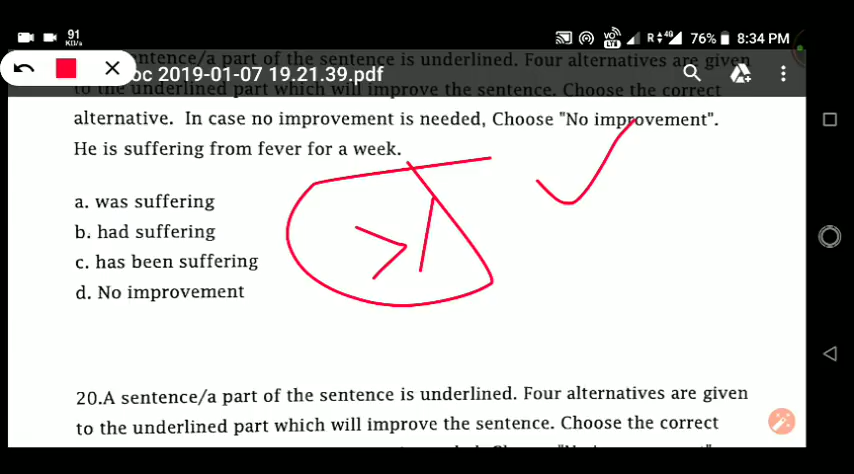 91
KB/s
VO
LTE
R 4G 76% 8:34 PM
oc 2019-01-07 19.21.39.pdf
entence/a part of the sentence is underlined. Four alternatives are given
to the underlined part which will improve the sentence. Choose the correct
alternative. In case no improvement is needed, Choose "No improvement".
He is suffering from fever for a week.
a. was suffering
b. had suffering
c. has been suffering
d. No improvement
20.A sentence/a part of the sentence is underlined. Four alternatives are given
to the underlined part which will improve the sentence. Choose the correct